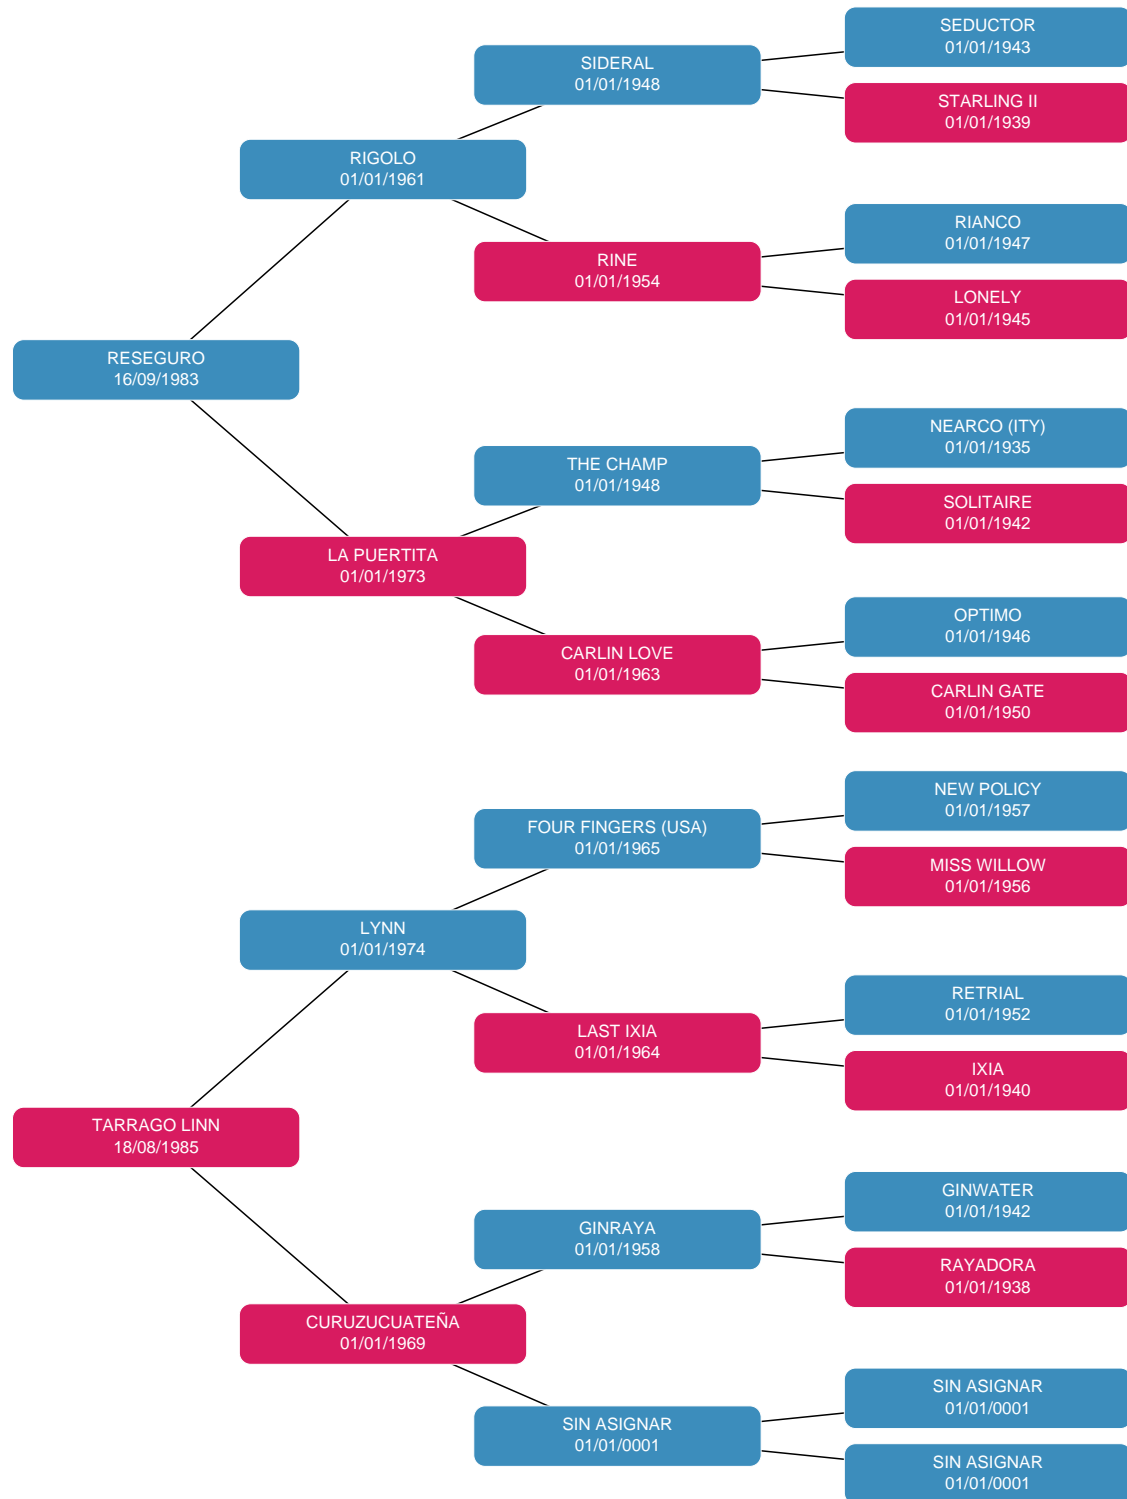 SEDUCTOR
01/01/1943
SIDERAL
01/01/1948
STARLING II
01/01/1939
RIGOLO
01/01/1961
RIANCO
01/01/1947
RINE
01/01/1954
LONELY
01/01/1945
RESEGURO
16/09/1983
NEARCO (ITY)
01/01/1935
THE CHAMP
01/01/1948
SOLITAIRE
01/01/1942
LA PUERTITA
01/01/1973
OPTIMO
01/01/1946
CARLIN LOVE
01/01/1963
CARLIN GATE
01/01/1950
NEW POLICY
01/01/1957
FOUR FINGERS (USA)
01/01/1965
MISS WILLOW
01/01/1956
LYNN
01/01/1974
RETRIAL
01/01/1952
LAST IXIA
01/01/1964
IXIA
01/01/1940
TARRAGO LINN
18/08/1985
GINWATER
01/01/1942
GINRAYA
01/01/1958
RAYADORA
01/01/1938
CURUZUCUATEÑA
01/01/1969
SIN ASIGNAR
01/01/0001
SIN ASIGNAR
01/01/0001
SIN ASIGNAR
01/01/0001